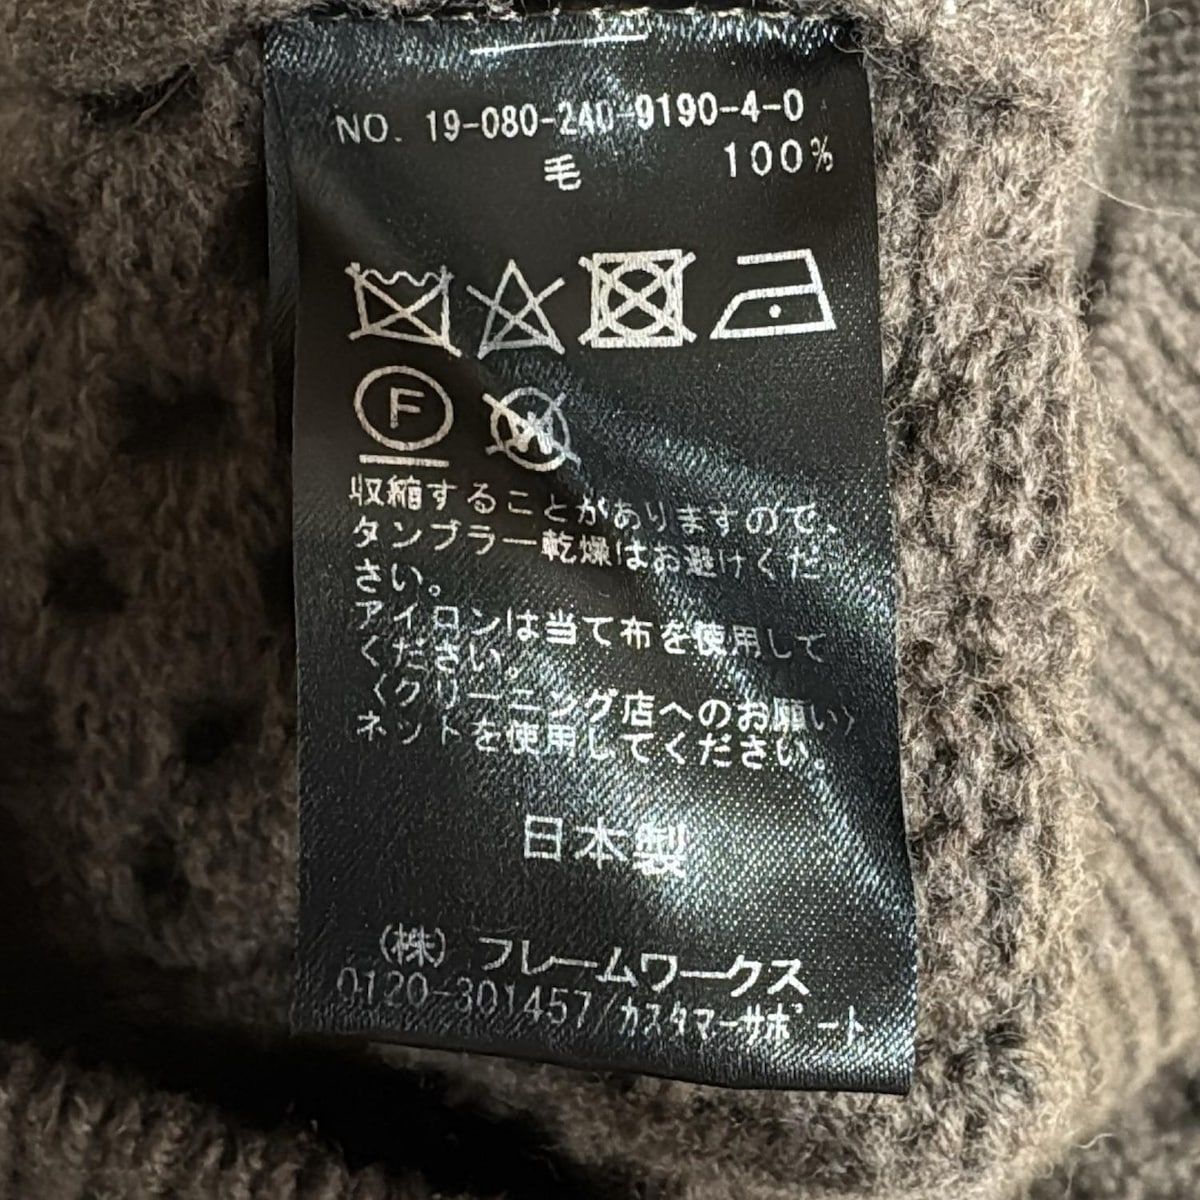 NO. 19-080-240-9190-4-0
毛 100%
F
W
収縮することがありますので、
タンブラー乾燥はお避けくだ
さい。
アイロンは当て布を使用して
ください。
〈クリーニング店へのお願い〉
ネットを使用してください。
日本製
(株) フレームワークス
0120-301457/カスタマーサポート